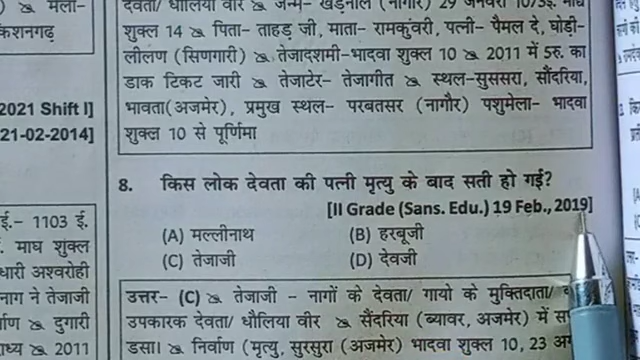 मेला-
किशनगढ़
2021 Shift I]
21-02-2014]
ई.- 1103 ई.
माघ शुक्ल
धारी अश्वरोही
नाग ने तेजाजी
दुगारी
2011
देवता/ धौलिया वीर ﻿जन्म- खड़नाल (नागौर) 29 जनवरी 1073ई. माघ
शुक्ल 14 पिता- ताहड़ जी, माता- रामकुंवरी, पत्नी- पैमल दे, घोड़ी-
लीलण (सिणगारी) तेजादशमी-भादवा शुक्ल 10 2011 में 5रु. का
डाक टिकट जारी तेजाटेर- तेजागीत स्थल-सुससरा, सौंदरिया,
भावता(अजमेर), प्रमुख स्थल- परबतसर (नागौर) पशुमेला- भादवा
शुक्ल 10 से पूर्णिमा
8. किस लोक देवता की पत्नी मृत्यु के बाद सती हो गई?
[II Grade (Sans. Edu.) 19 Feb., 2019]
(A) मल्लीनाथ (B) हरबूजी
(C) तेजाजी (D) देवजी
उत्तर- (C) तेजाजी - नागों के देवता/ गायो के मुक्तिदाता/
उपकारक देवता/ धौलिया वीर सैंदरिया (ब्यावर, अजमेर) में
डसा। निर्वाण (मृत्यु, सुरसुरा (अजमेर) भादवा शुक्ल 10, 23